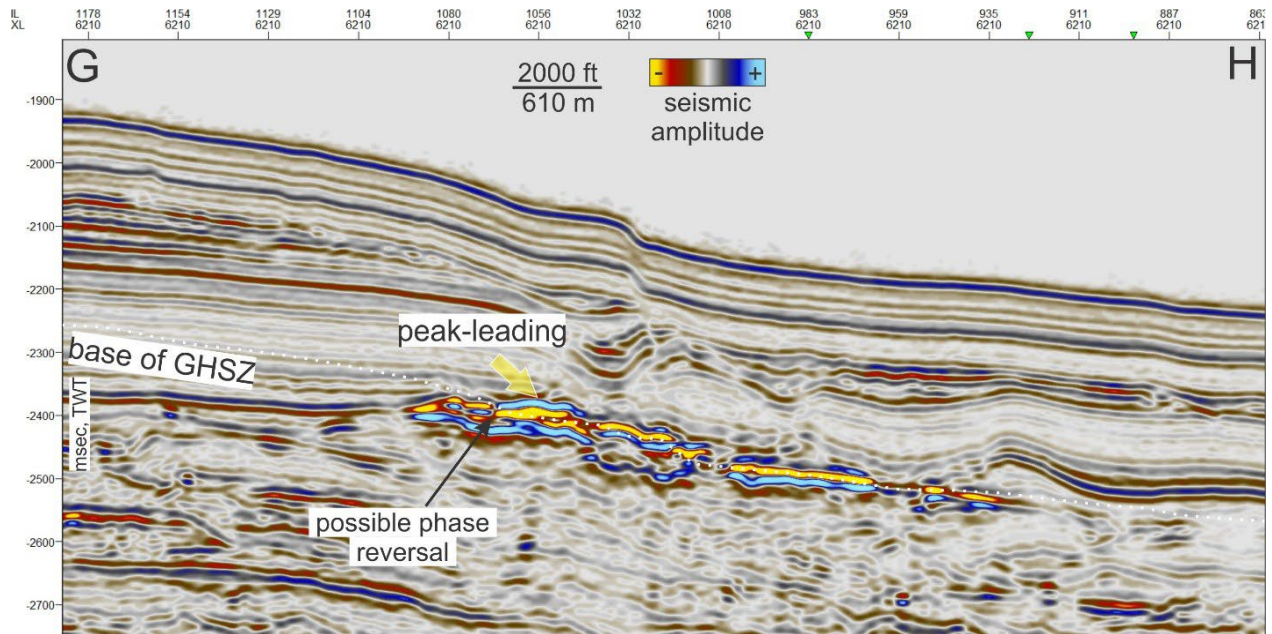 IL 1178 1154 1129 1104 1080 1056 1032 1008 983 959 935 911 887 863
XL 6210 6210 6210 6210 6210 6210 6210 6210 6210 6210 6210 6210 6210 621
G
2000 ft
610 m
- +
seismic
amplitude
H
-1900
-2000
-2100
-2200
peak-leading
-2300
base of GHSZ
-2400
msec, TWT
-2500
possible phase
reversal
-2600
-2700